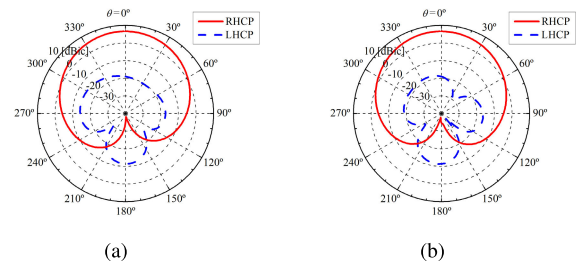 θ = 0º
RHCP
LHCP
30º
60º
90º
120º
150º
180º
210º
240º
270º
300º
330º
10 [dBic]
0
-10
-20
-30
(a)
θ = 0º
RHCP
LHCP
30º
60º
90º
120º
150º
180º
210º
240º
270º
300º
330º
10 [dBic]
0
-10
-20
-30
(b)